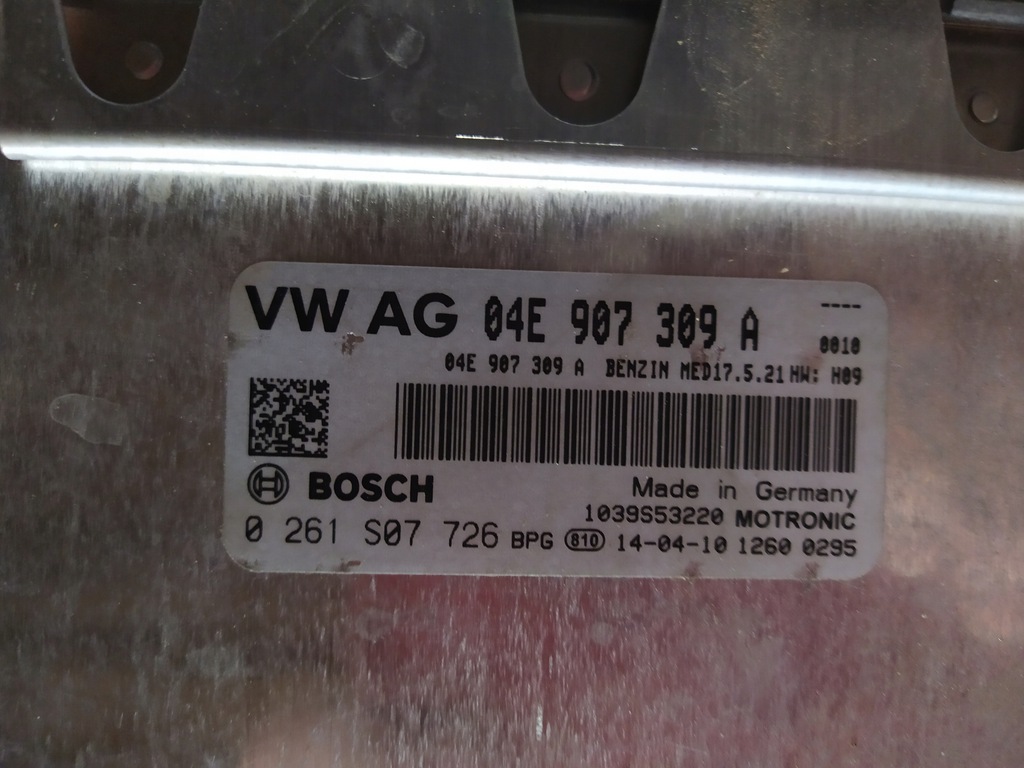 VW AG 04E 907 309 A ----
0010
04E 907 309 A BENZIN MED17.5.21 HW: H09
BOSCH
Made in Germany
1039S53220 MOTRONIC
0 261 S07 726 BPG 810 14-04-10 1260 0295